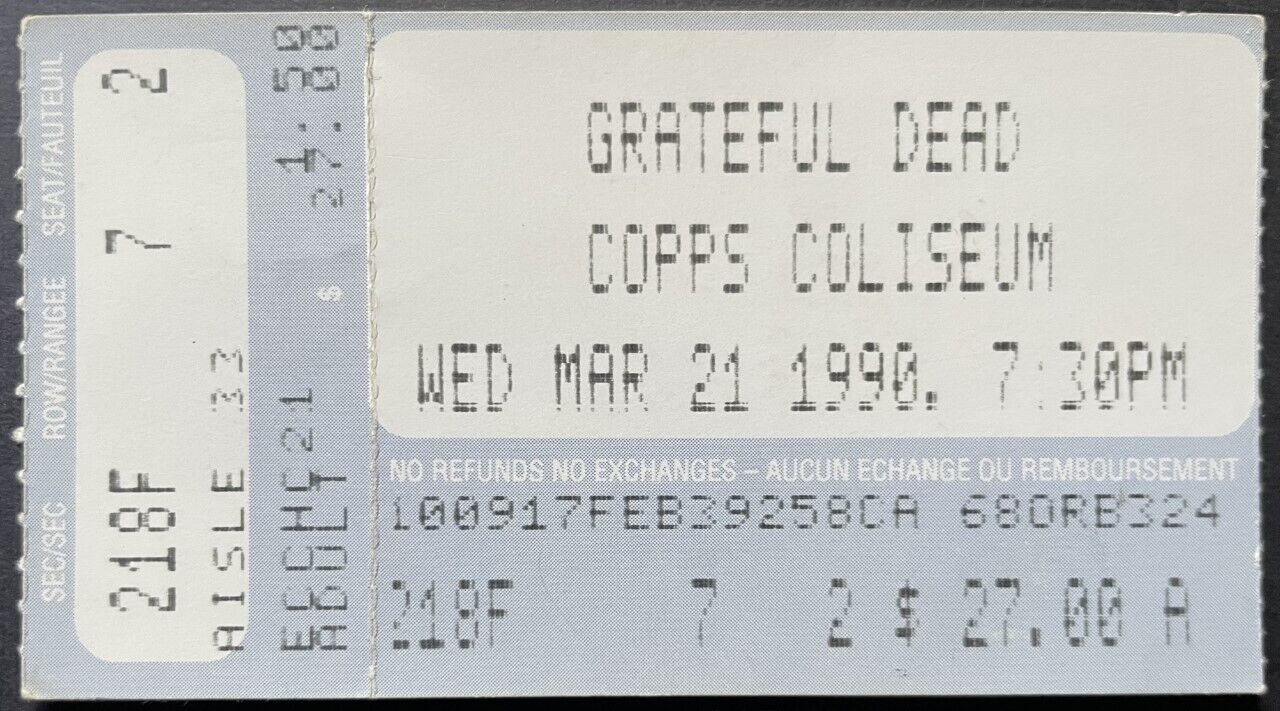 SEC/SEC ROW/RANGEE SEAT/FAUTEUIL
218F 7 2
AISLE 33
ECHC21 1.50
ADULT $ 27.00
GRATEFUL DEAD
COPPS COLISEUM
WED MAR 21 1990. 7:30PM
NO REFUNDS NO EXCHANGES – AUCUN ECHANGE OU REMBOURSEMENT
100917FEB39258CA 680RB324
218F 7 2 $ 27.00 A